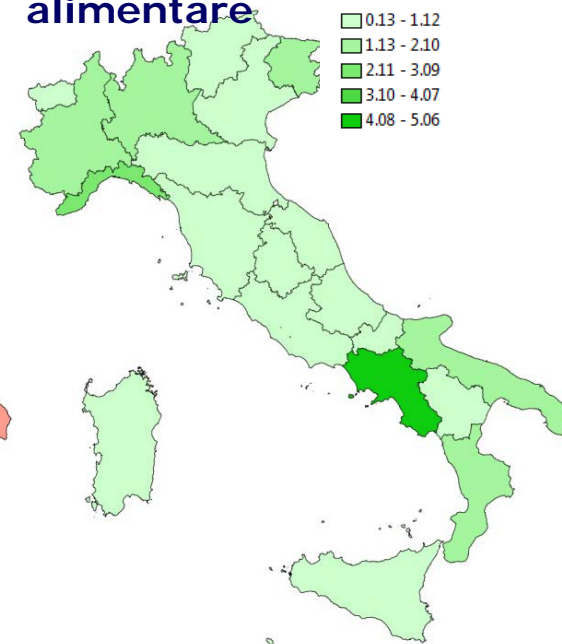 alimentare
0.13 - 1.12
1.13 - 2.10
2.11 - 3.09
3.10 - 4.07
4.08 - 5.06